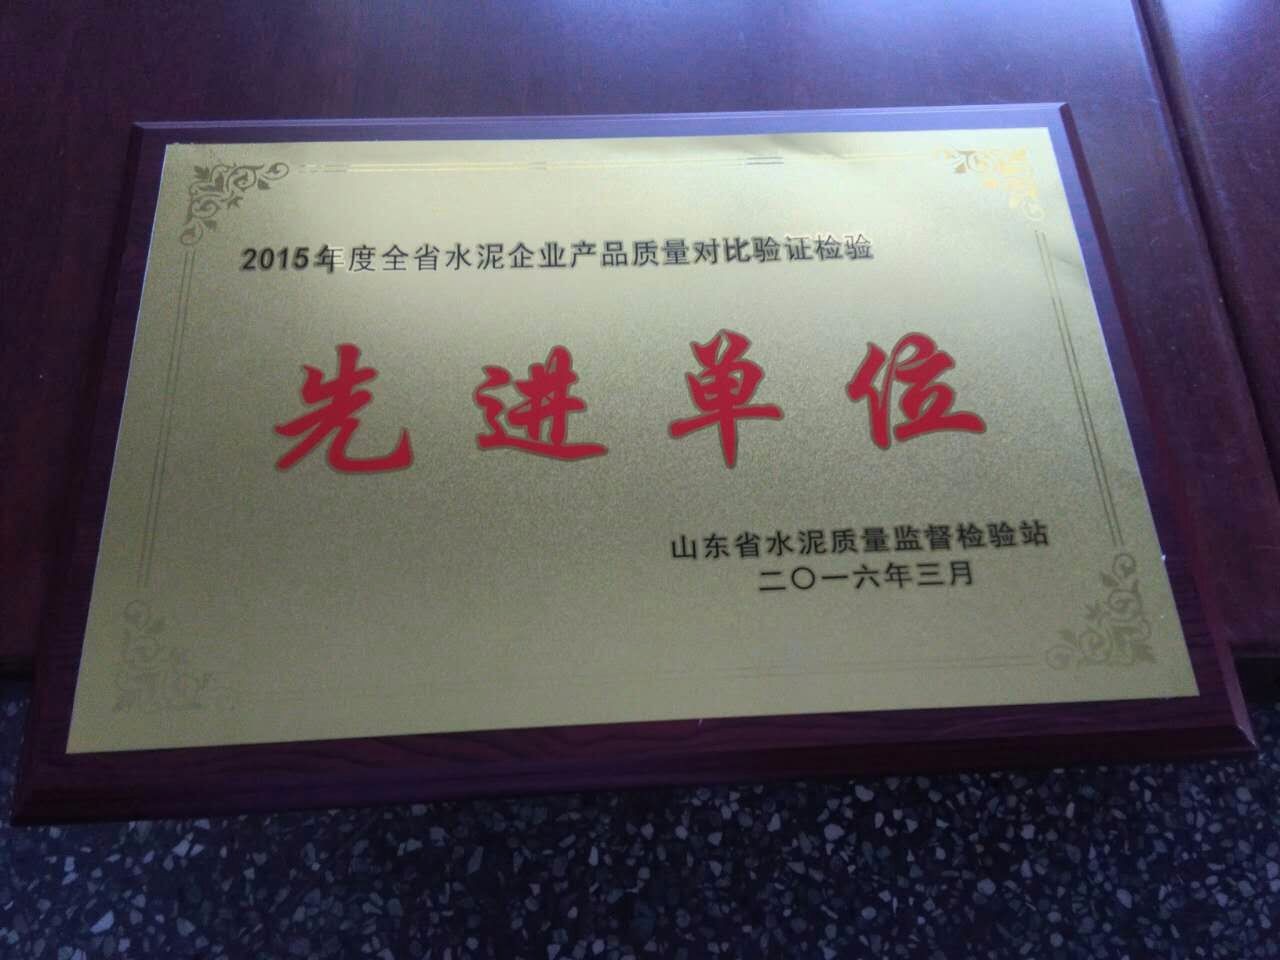 2015年度全省水泥企业产品质量对比验证检验
先进单位
山东省水泥质量监督检验站
二〇一六年三月